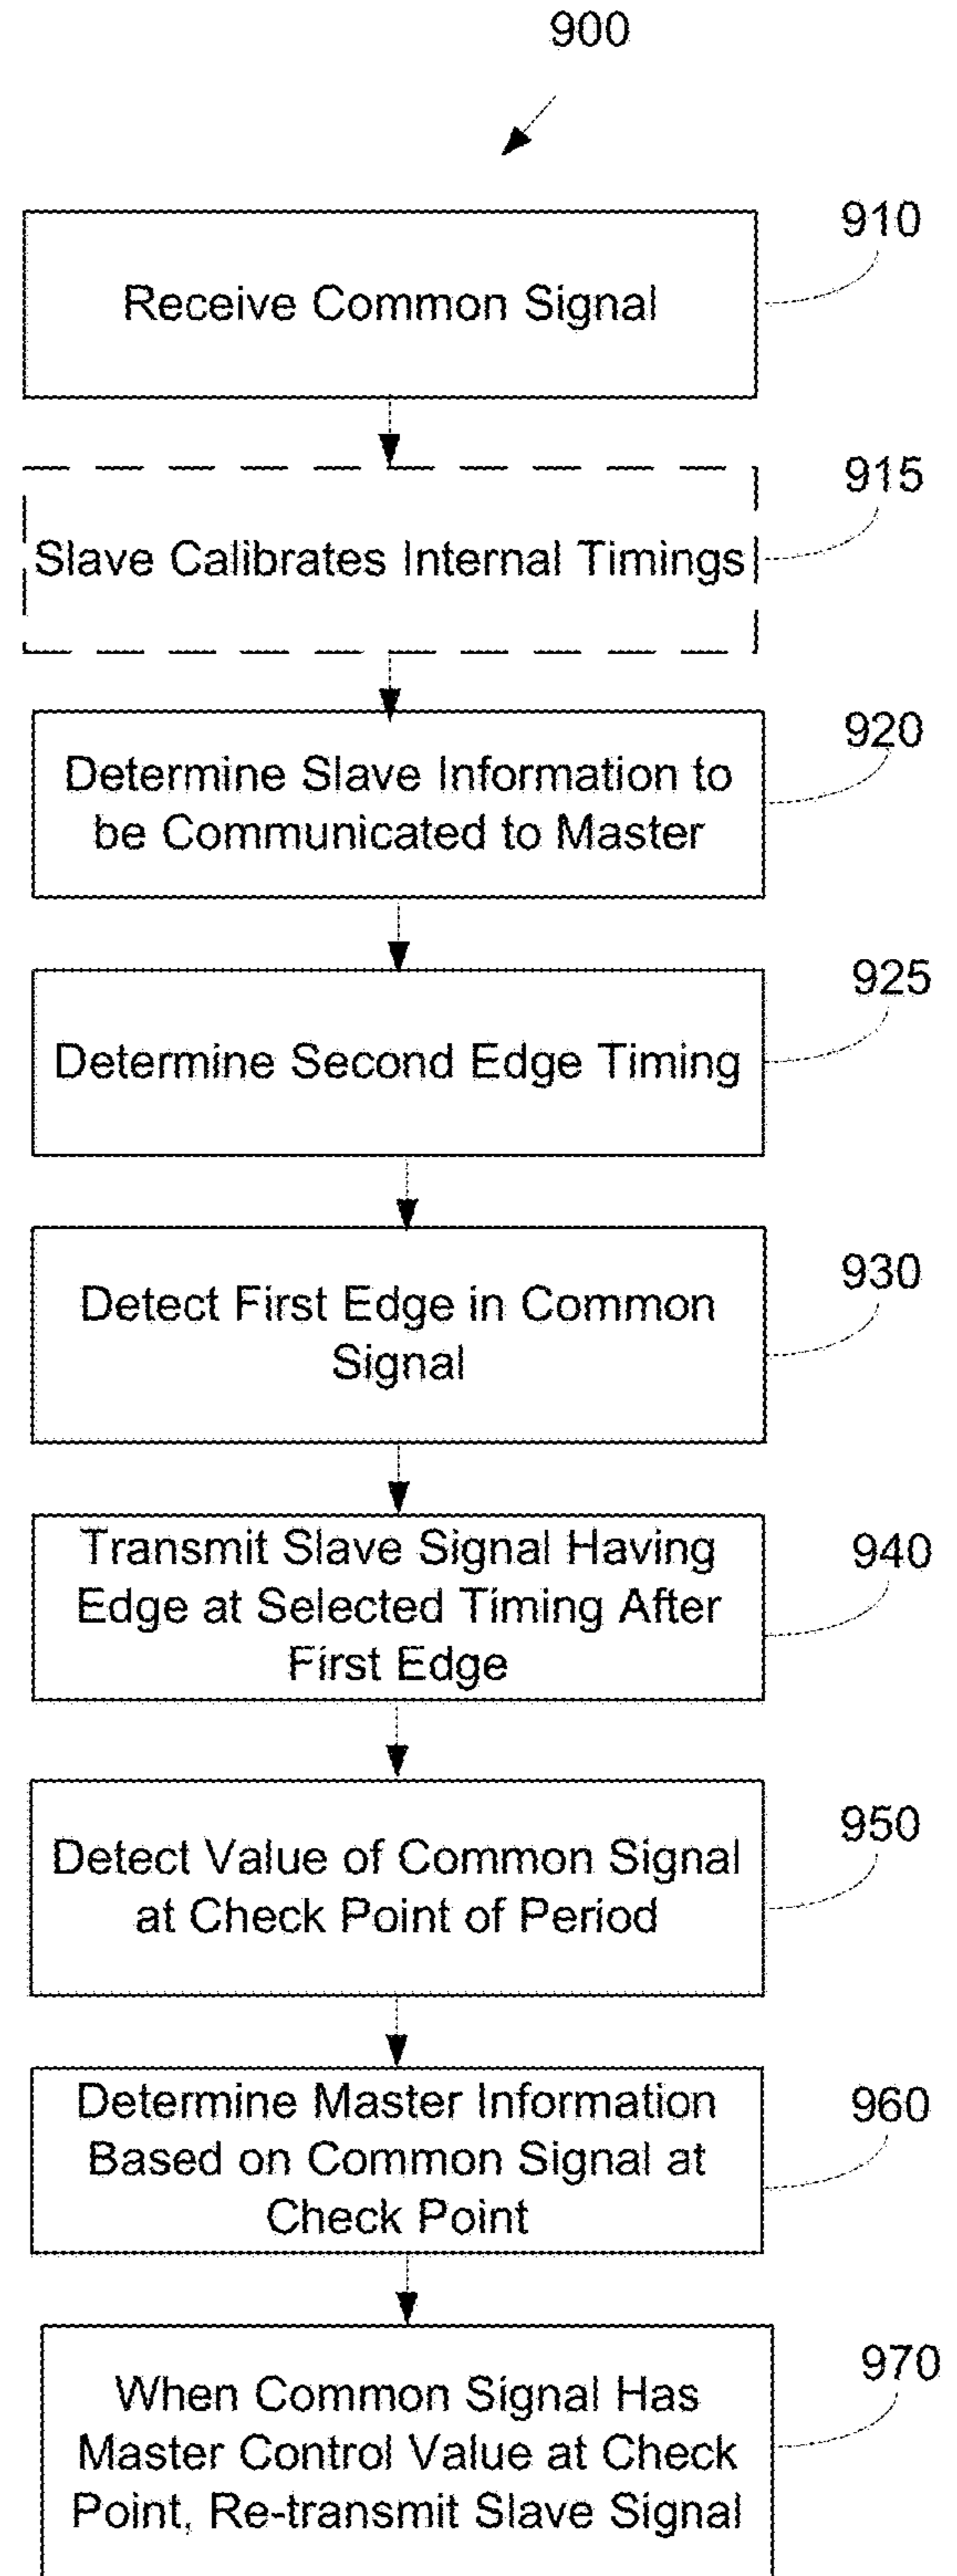 900
910
Receive Common Signal
915
Slave Calibrates Internal Timings
920
Determine Slave Information to
be Communicated to Master
925
Determine Second Edge Timing
930
Detect First Edge in Common
Signal
940
Transmit Slave Signal Having
Edge at Selected Timing After
First Edge
950
Detect Value of Common Signal
at Check Point of Period
960
Determine Master Information
Based on Common Signal at
Check Point
970
When Common Signal Has
Master Control Value at Check
Point, Re-transmit Slave Signal